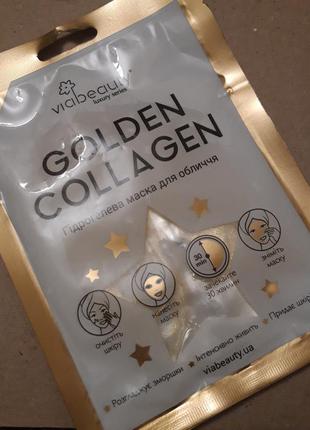 viabeauty
luxury series
GOLDEN
COLLAGEN
Гідрогелева маска для обличчя
очистіть
шкіру
нанесіть
маску
30
min
зачекайте
30 хвилин
зніміть
маску
• Розгладжує зморшки • Інтенсивно живить • Придає
viabeauty.ua